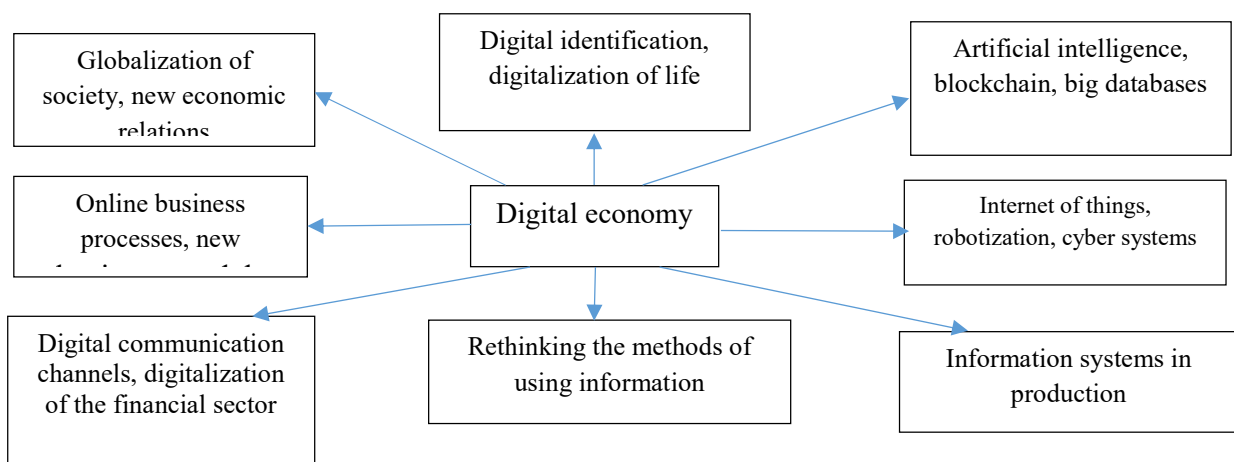 Globalization of
society, new economic
relations
Digital identification,
digitalization of life
Artificial intelligence,
blockchain, big databases
Online business
processes, new
Digital economy
Internet of things,
robotization, cyber systems
Digital communication
channels, digitalization
of the financial sector
Rethinking the methods of
using information
Information systems in
production